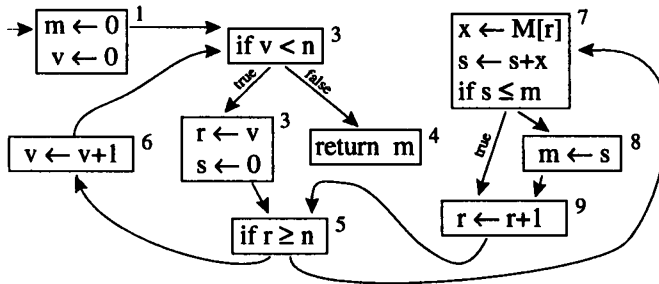 m ← 0
v ← 0
1
if v < n
3
true
false
r ← v
s ← 0
3
return m
4
v ← v+1
6
if r ≥ n
5
x ← M[r]
s ← s+x
if s ≤ m
7
true
m ← s
8
r ← r+1
9